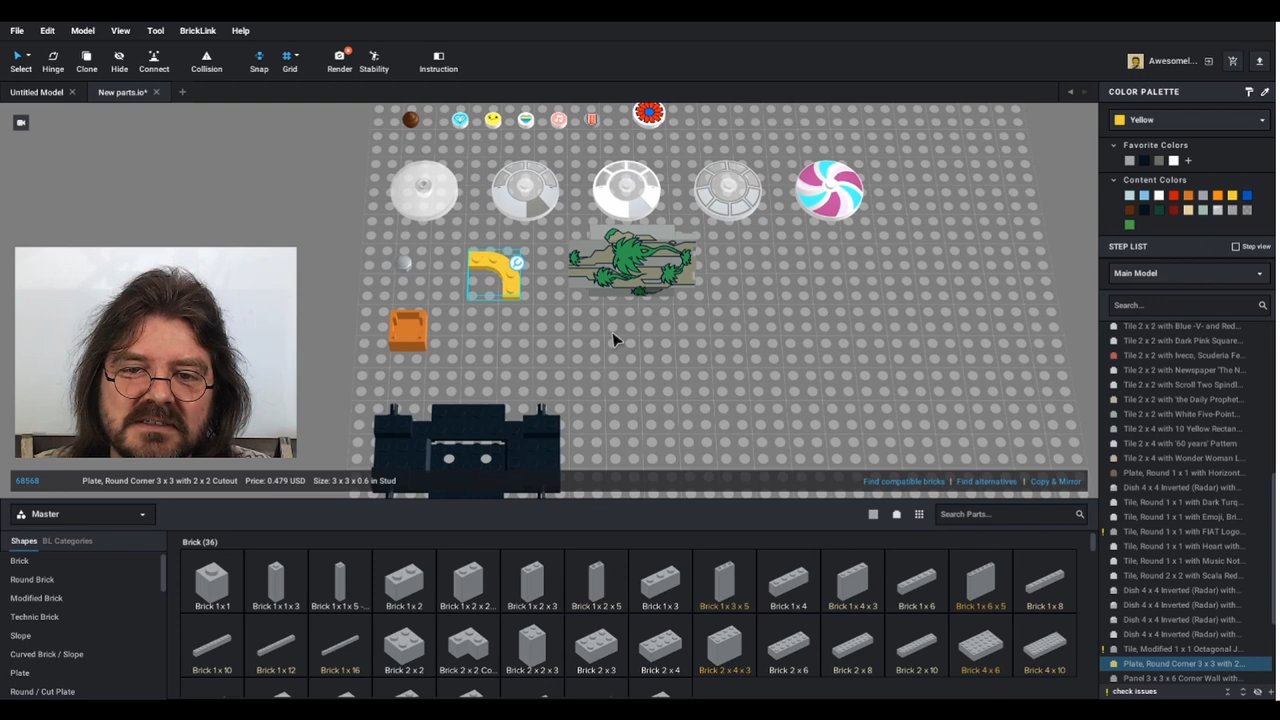 File Edit Model View Tool BrickLink Help
Select Hinge Clone Hide Connect Collision Snap Grid Render Stability Instruction
Awesomel...
Untitled Model New parts.io*
COLOR PALETTE
Yellow
Favorite Colors
Content Colors
STEP LIST Step view
Main Model
Search...
Tile 2 x 2 with Blue -V- and Red...
Tile 2 x 2 with Dark Pink Square...
Tile 2 x 2 with Iveco, Scuderia Fe...
Tile 2 x 2 with Newspaper 'The N...
Tile 2 x 2 with Scroll Two Spindl...
Tile 2 x 2 with 'the Daily Prophet...
Tile 2 x 2 with White Five-Point...
Tile 2 x 4 with 10 Yellow Rectan...
Tile 2 x 4 with '60 years' Pattern
Tile 2 x 4 with Wonder Woman L...
Plate, Round 1 x 1 with Horizont...
Dish 4 x 4 Inverted (Radar) with...
Tile, Round 1 x 1 with Dark Turq...
Tile, Round 1 x 1 with Emoji, Bri...
Tile, Round 1 x 1 with FIAT Logo...
Tile, Round 1 x 1 with Heart with...
Tile, Round 1 x 1 with Music Not...
Tile, Round 2 x 2 with Scala Red...
Dish 4 x 4 Inverted (Radar) with...
Dish 4 x 4 Inverted (Radar) with...
Dish 4 x 4 Inverted (Radar) with...
Dish 4 x 4 Inverted (Radar) with...
Tile, Modified 1 x 1 Octagonal J...
Plate, Round Corner 3 x 3 with 2...
Panel 3 x 3 x 6 Corner Wall with...
check issues
68568 Plate, Round Corner 3 x 3 with 2 x 2 Cutout Price: 0.479 USD Size: 3 x 3 x 0.6 in Stud
Find compatible bricks | Find alternatives | Copy & Mirror
Master
Search Parts...
Shapes BL Categories
Brick
Round Brick
Modified Brick
Technic Brick
Slope
Curved Brick / Slope
Plate
Round / Cut Plate
Brick (36)
Brick 1 x 1 Brick 1 x 1 x 3 Brick 1 x 1 x 5 -... Brick 1 x 2 Brick 1 x 2 x 2... Brick 1 x 2 x 3 Brick 1 x 2 x 5 Brick 1 x 3 Brick 1 x 3 x 5 Brick 1 x 4 Brick 1 x 4 x 3 Brick 1 x 6 Brick 1 x 6 x 5 Brick 1 x 8
Brick 1 x 10 Brick 1 x 12 Brick 1 x 16 Brick 2 x 2 Brick 2 x 2 Co... Brick 2 x 2 x 3 Brick 2 x 3 Brick 2 x 4 Brick 2 x 4 x 3 Brick 2 x 6 Brick 2 x 8 Brick 2 x 10 Brick 4 x 6 Brick 4 x 10